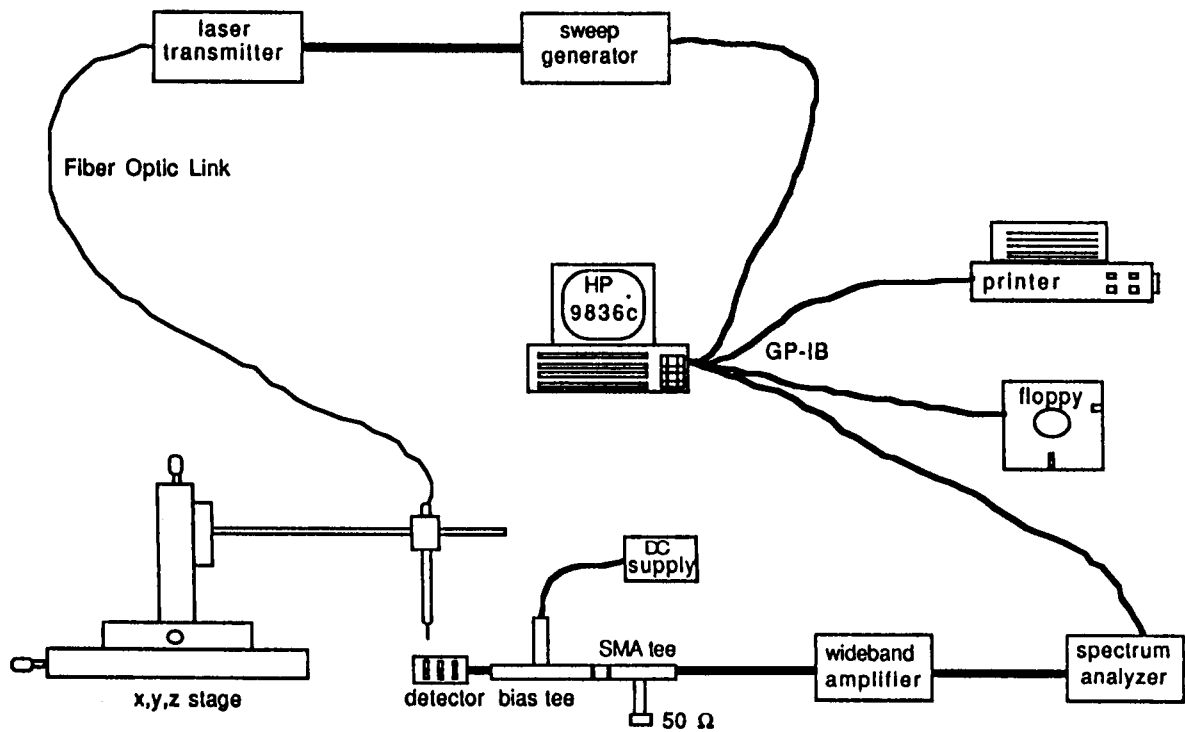 laser
transmitter
sweep
generator
Fiber Optic Link
HP
9836c
printer
GP-IB
floppy
DC
supply
SMA tee
wideband
amplifier
spectrum
analyzer
detector
bias tee
x,y,z stage
50 Ω